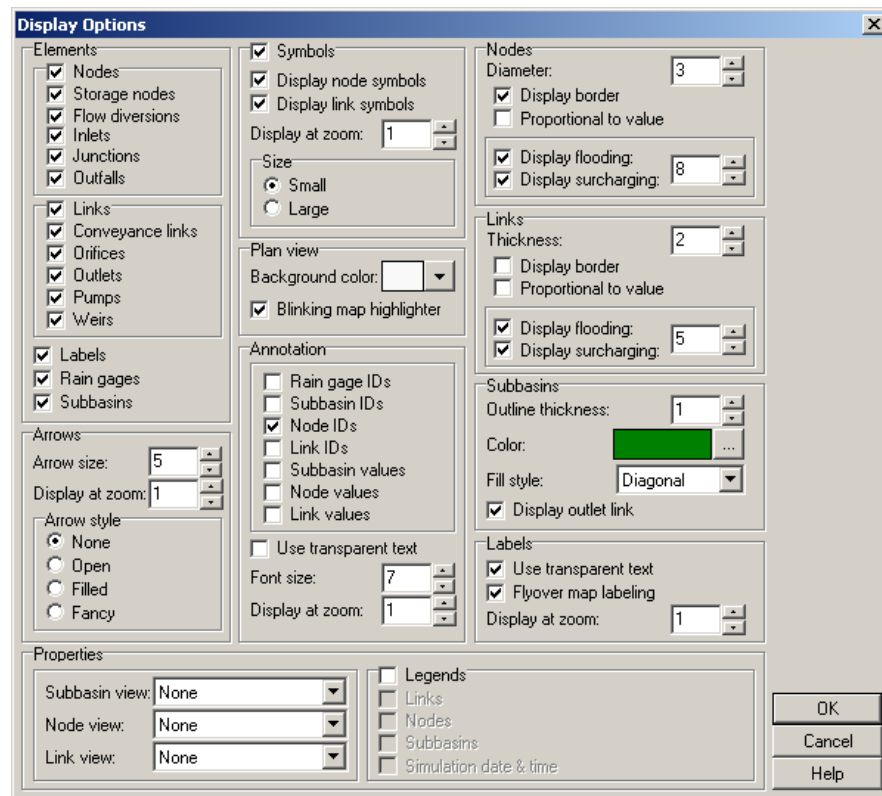 Display Options
Elements
Nodes
Storage nodes
Flow diversions
Inlets
Junctions
Outfalls
Links
Conveyance links
Orifices
Outlets
Pumps
Weirs
Labels
Rain gages
Subbasins
Arrows
Arrow size: 5
Display at zoom: 1
Arrow style
None
Open
Filled
Fancy
Symbols
Display node symbols
Display link symbols
Display at zoom: 1
Size
Small
Large
Plan view
Background color:
Blinking map highlighter
Annotation
Rain gage IDs
Subbasin IDs
Node IDs
Link IDs
Subbasin values
Node values
Link values
Use transparent text
Font size: 7
Display at zoom: 1
Nodes
Diameter: 3
Display border
Proportional to value
Display flooding:
Display surcharging: 8
Links
Thickness: 2
Display border
Proportional to value
Display flooding:
Display surcharging: 5
Subbasins
Outline thickness: 1
Color: ...
Fill style: Diagonal
Display outlet link
Labels
Use transparent text
Flyover map labeling
Display at zoom: 1
Properties
Subbasin view: None
Node view: None
Link view: None
Legends
Links
Nodes
Subbasins
Simulation date & time
OK
Cancel
Help